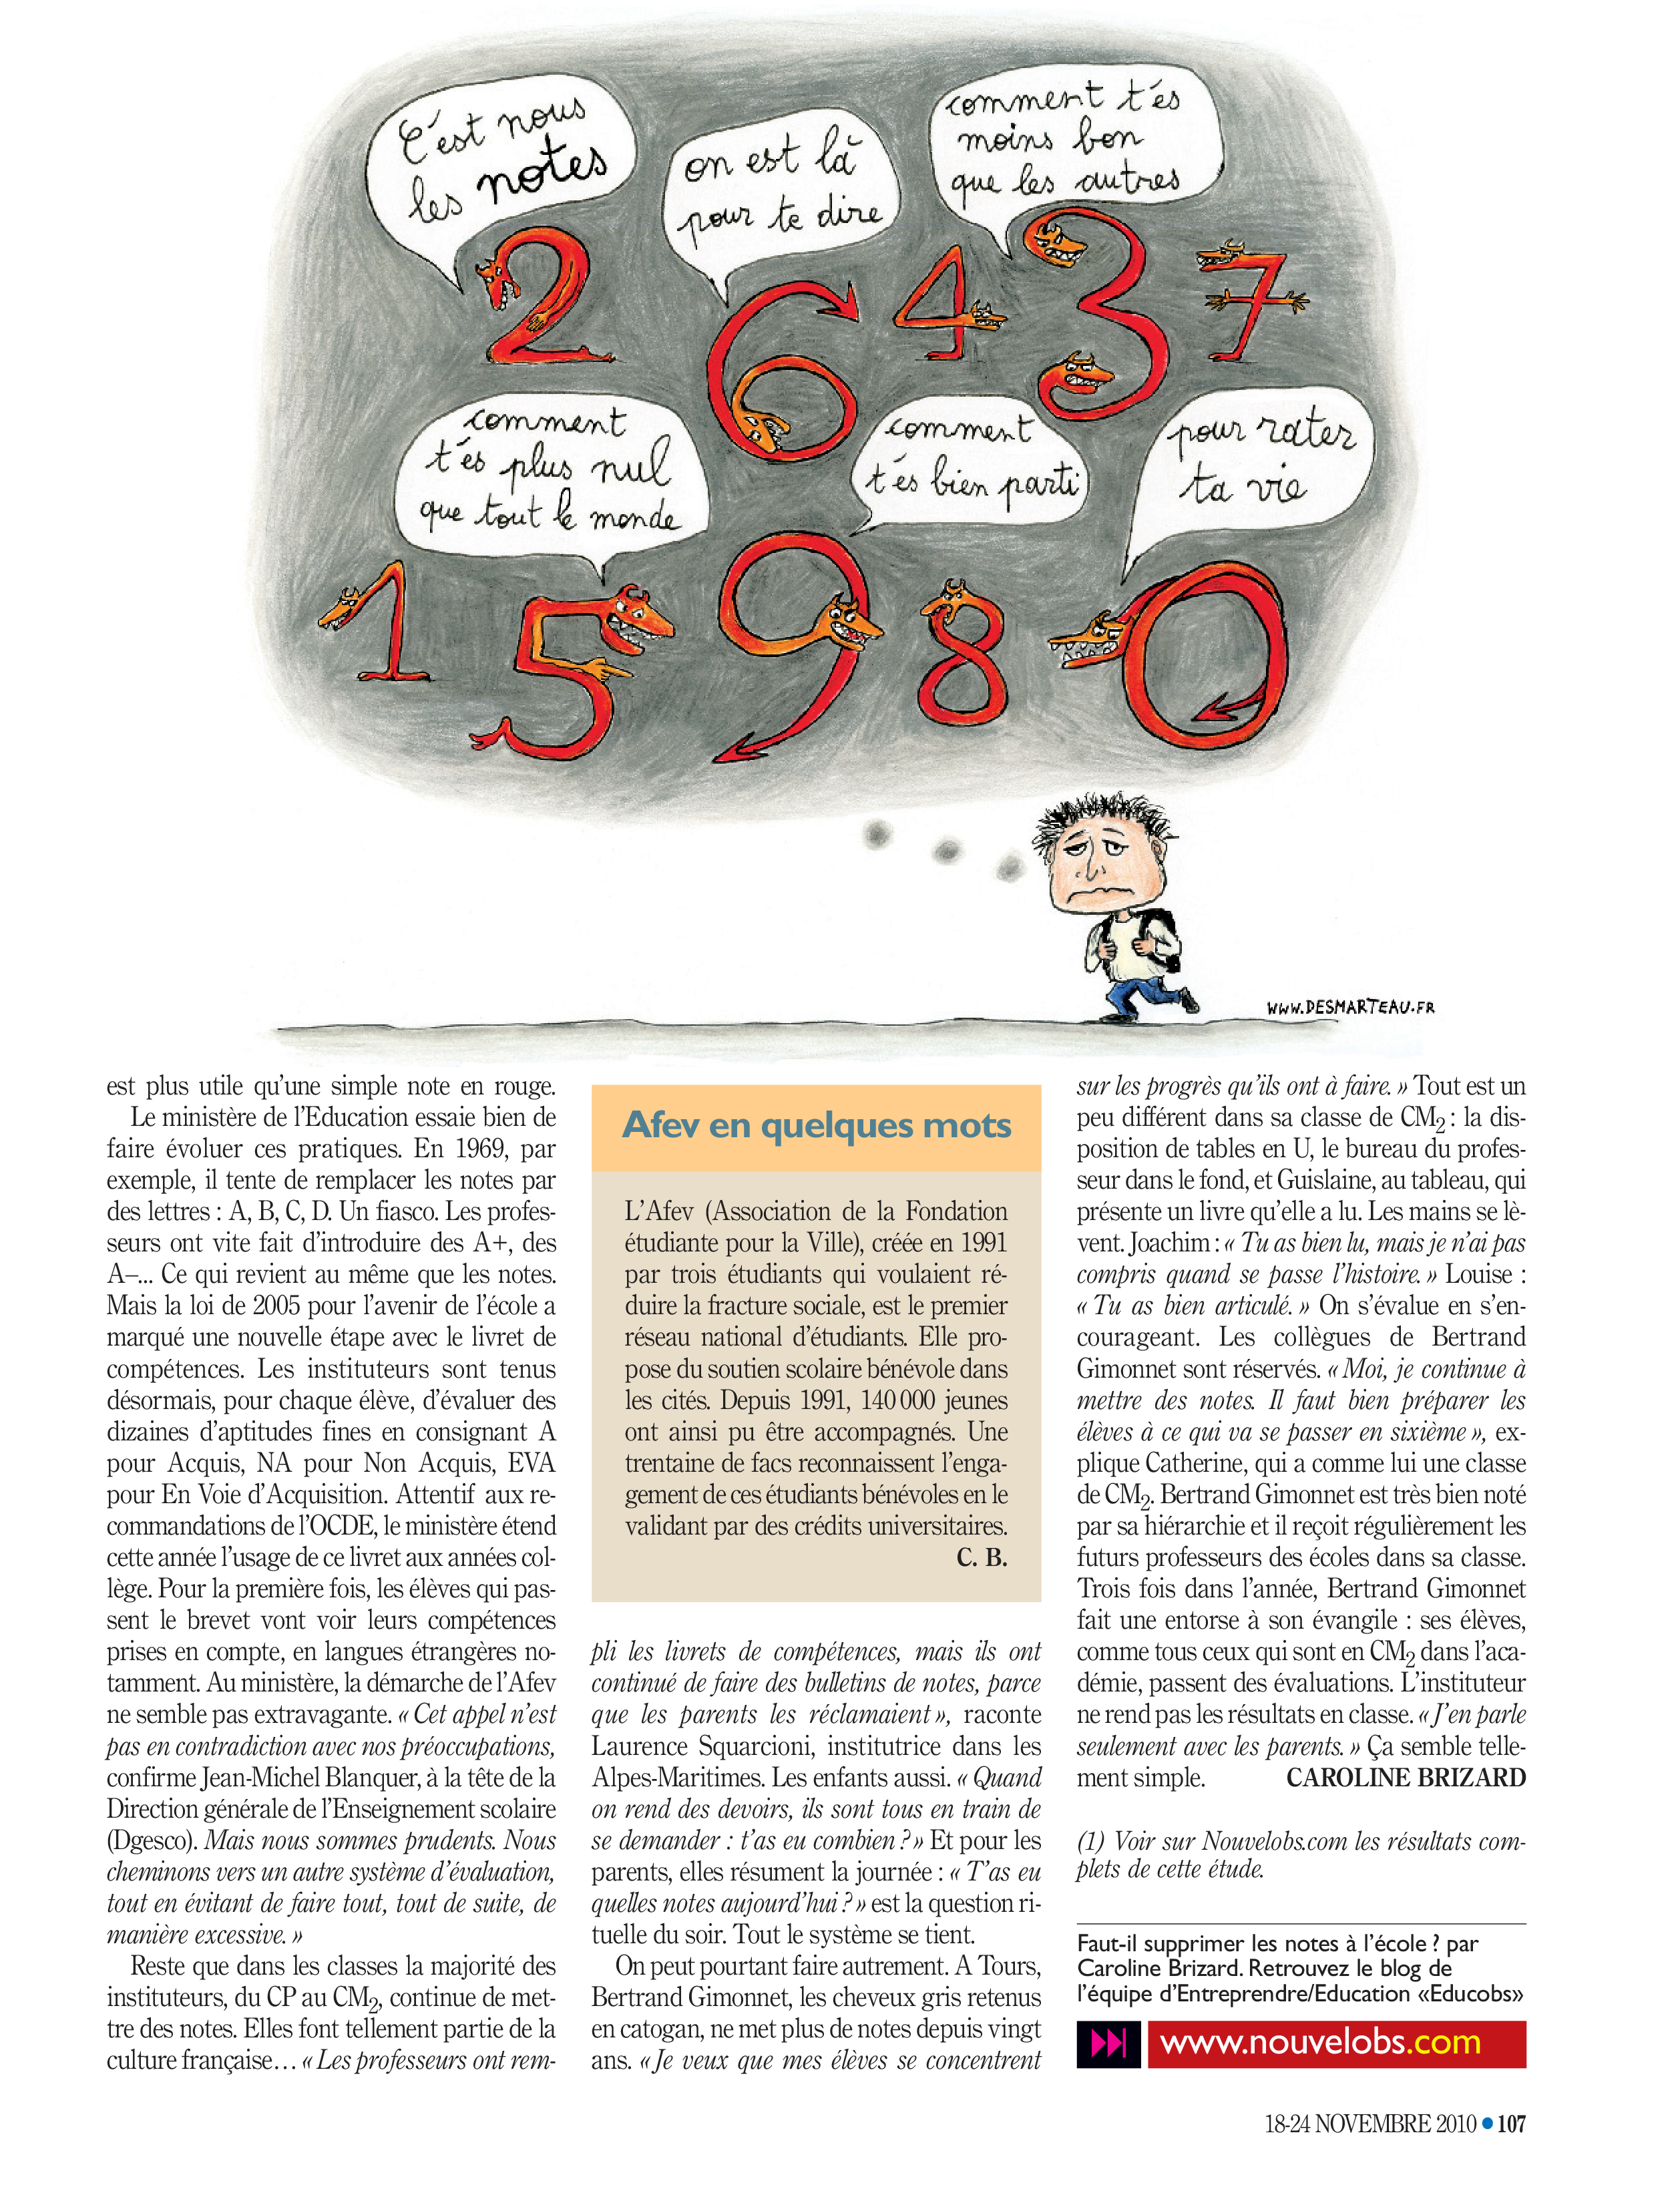 C'est nous
les notes
on est là
pour te dire
comment t'es
moins bon
que les autres
comment
t'es plus nul
que tout le monde
comment
t'es bien parti
pour rater
ta vie
2
6
4
3
7
1
5
9
8
0
WWW.DESMARTEAU.FR
est plus utile qu'une simple note en rouge.
Le ministère de l'Education essaie bien de
faire évoluer ces pratiques. En 1969, par
exemple, il tente de remplacer les notes par
des lettres : A, B, C, D. Un fiasco. Les profes-
seurs ont vite fait d'introduire des A+, des
A–... Ce qui revient au même que les notes.
Mais la loi de 2005 pour l'avenir de l'école a
marqué une nouvelle étape avec le livret de
compétences. Les instituteurs sont tenus
désormais, pour chaque élève, d'évaluer des
dizaines d'aptitudes fines en consignant A
pour Acquis, NA pour Non Acquis, EVA
pour En Voie d'Acquisition. Attentif aux re-
commandations de l'OCDE, le ministère étend
cette année l'usage de ce livret aux années col-
lège. Pour la première fois, les élèves qui pas-
sent le brevet vont voir leurs compétences
prises en compte, en langues étrangères no-
tamment. Au ministère, la démarche de l'Afev
ne semble pas extravagante. « Cet appel n'est
pas en contradiction avec nos préoccupations,
confirme Jean-Michel Blanquer, à la tête de la
Direction générale de l'Enseignement scolaire
(Dgesco). Mais nous sommes prudents. Nous
cheminons vers un autre système d'évaluation,
tout en évitant de faire tout, tout de suite, de
manière excessive. »
Reste que dans les classes la majorité des
instituteurs, du CP au CM2, continue de met-
tre des notes. Elles font tellement partie de la
culture française… « Les professeurs ont rem-
Afev en quelques mots
L'Afev (Association de la Fondation
étudiante pour la Ville), créée en 1991
par trois étudiants qui voulaient ré-
duire la fracture sociale, est le premier
réseau national d'étudiants. Elle pro-
pose du soutien scolaire bénévole dans
les cités. Depuis 1991, 140 000 jeunes
ont ainsi pu être accompagnés. Une
trentaine de facs reconnaissent l'enga-
gement de ces étudiants bénévoles en le
validant par des crédits universitaires.
C. B.
pli les livrets de compétences, mais ils ont
continué de faire des bulletins de notes, parce
que les parents les réclamaient », raconte
Laurence Squarcioni, institutrice dans les
Alpes-Maritimes. Les enfants aussi. « Quand
on rend des devoirs, ils sont tous en train de
se demander : t'as eu combien ? » Et pour les
parents, elles résument la journée : « T'as eu
quelles notes aujourd'hui ? » est la question ri-
tuelle du soir. Tout le système se tient.
On peut pourtant faire autrement. A Tours,
Bertrand Gimonnet, les cheveux gris retenus
en catogan, ne met plus de notes depuis vingt
ans. « Je veux que mes élèves se concentrent
sur les progrès qu'ils ont à faire. » Tout est un
peu différent dans sa classe de CM2 : la dis-
position de tables en U, le bureau du profes-
seur dans le fond, et Guislaine, au tableau, qui
présente un livre qu'elle a lu. Les mains se lè-
vent. Joachim : « Tu as bien lu, mais je n'ai pas
compris quand se passe l'histoire. » Louise :
« Tu as bien articulé. » On s'évalue en s'en-
courageant. Les collègues de Bertrand
Gimonnet sont réservés. « Moi, je continue à
mettre des notes. Il faut bien préparer les
élèves à ce qui va se passer en sixième », ex-
plique Catherine, qui a comme lui une classe
de CM2. Bertrand Gimonnet est très bien noté
par sa hiérarchie et il reçoit régulièrement les
futurs professeurs des écoles dans sa classe.
Trois fois dans l'année, Bertrand Gimonnet
fait une entorse à son évangile : ses élèves,
comme tous ceux qui sont en CM2 dans l'aca-
démie, passent des évaluations. L'instituteur
ne rend pas les résultats en classe. « J'en parle
seulement avec les parents. » Ça semble telle-
ment simple. CAROLINE BRIZARD
(1) Voir sur Nouvelobs.com les résultats com-
plets de cette étude.
Faut-il supprimer les notes à l'école ? par
Caroline Brizard. Retrouvez le blog de
l'équipe d'Entreprendre/Education «Educobs»
www.nouvelobs.com
18-24 NOVEMBRE 2010 • 107